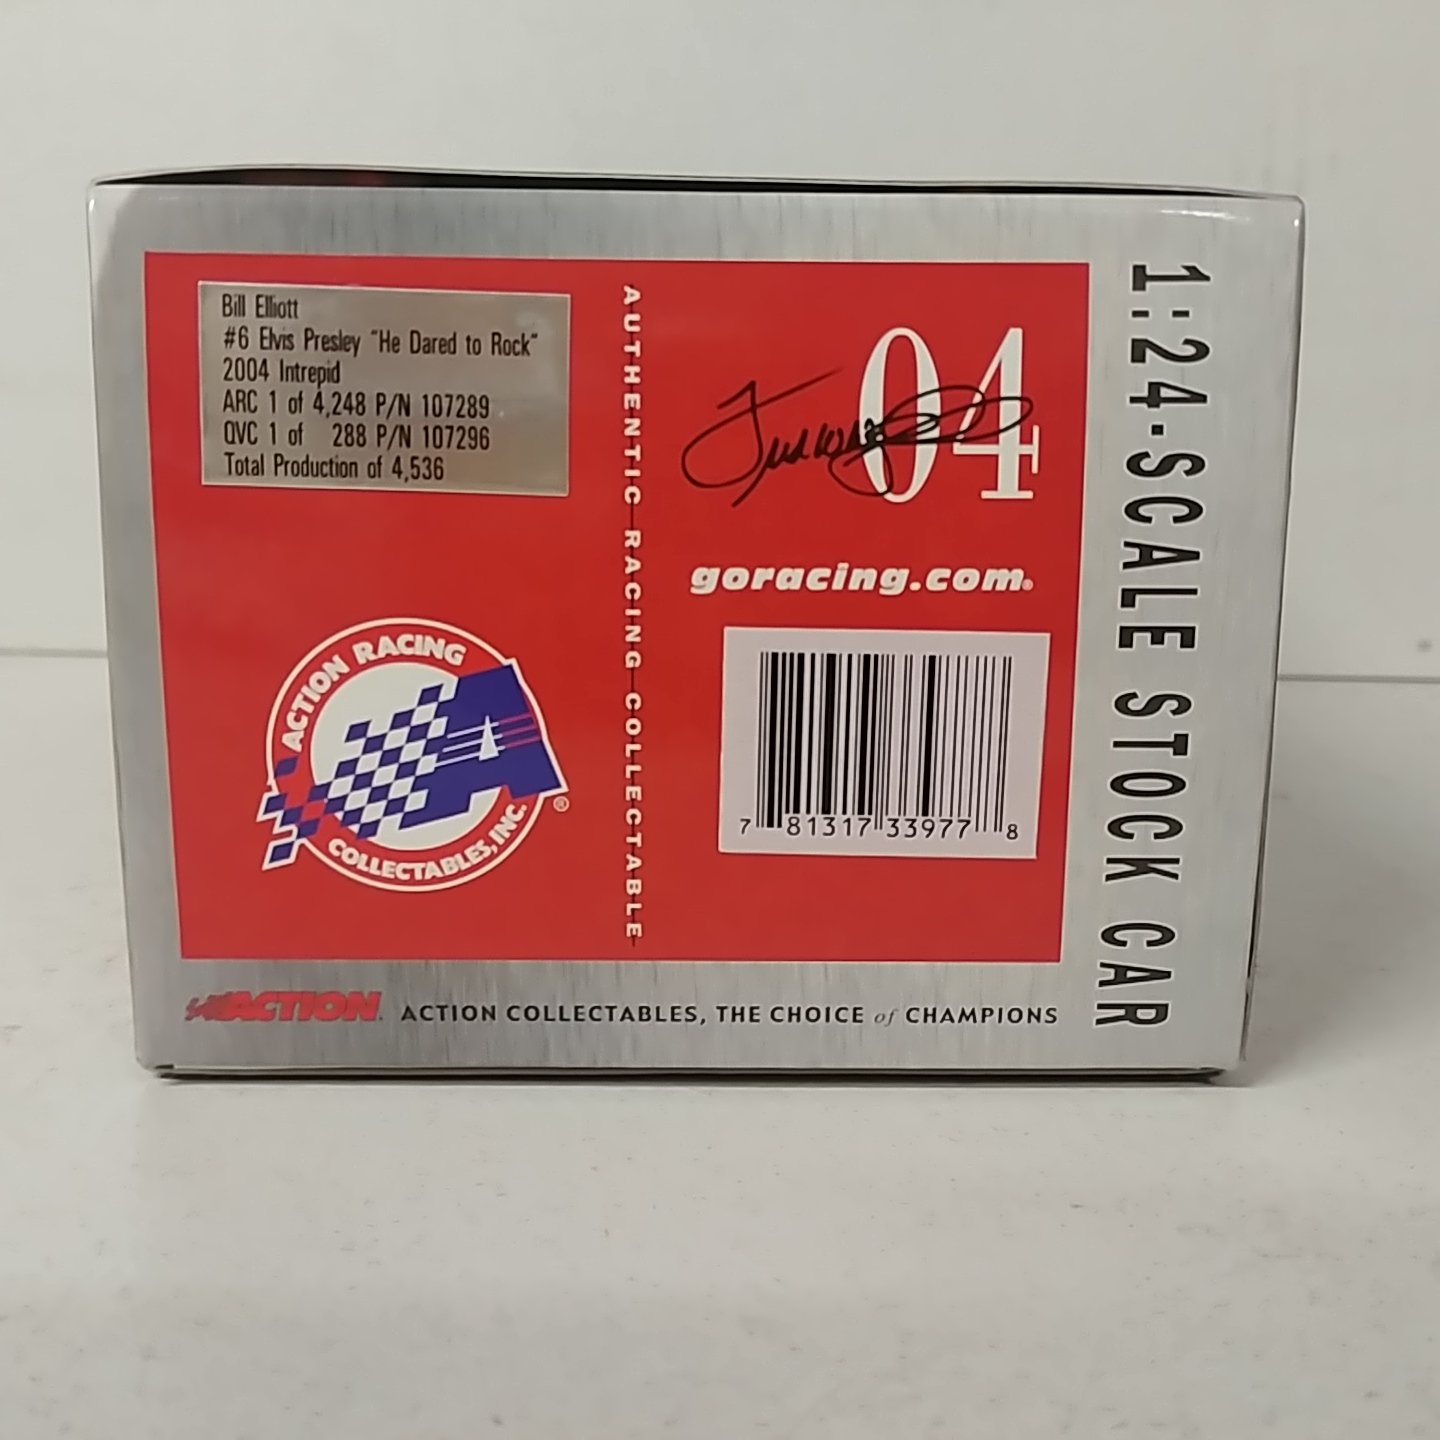 Bill Elliott
#6 Elvis Presley "He Dared to Rock"
2004 Intrepid
ARC 1 of 4,248 P/N 107289
QVC 1 of 288 P/N 107296
Total Production of 4,536
ACTION RACING
COLLECTABLES, INC.
®
AUTHENTIC RACING COLLECTABLE
04
goracing.com®
7 81317 33977 8
1:24-SCALE STOCK CAR
ACTION
ACTION COLLECTABLES, THE CHOICE of CHAMPIONS